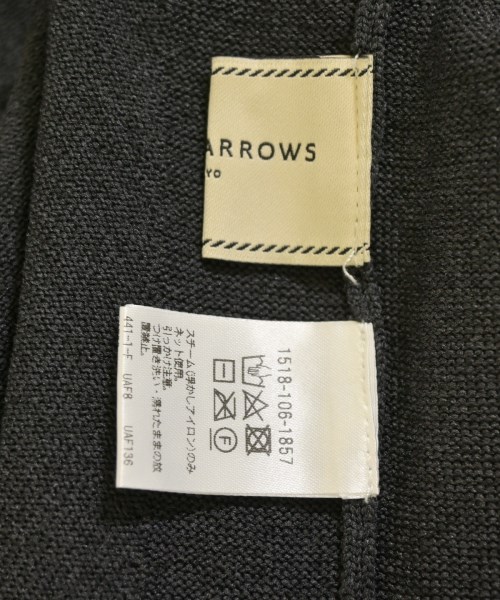 ARROWS
YO
1518-106-1857
F
スチーム(浮かしアイロン)のみ
ネット使用。
引っかけ注意。
つけ置き洗い・濡れたままの放
置禁止。
441-1-F UAF8 UAF136